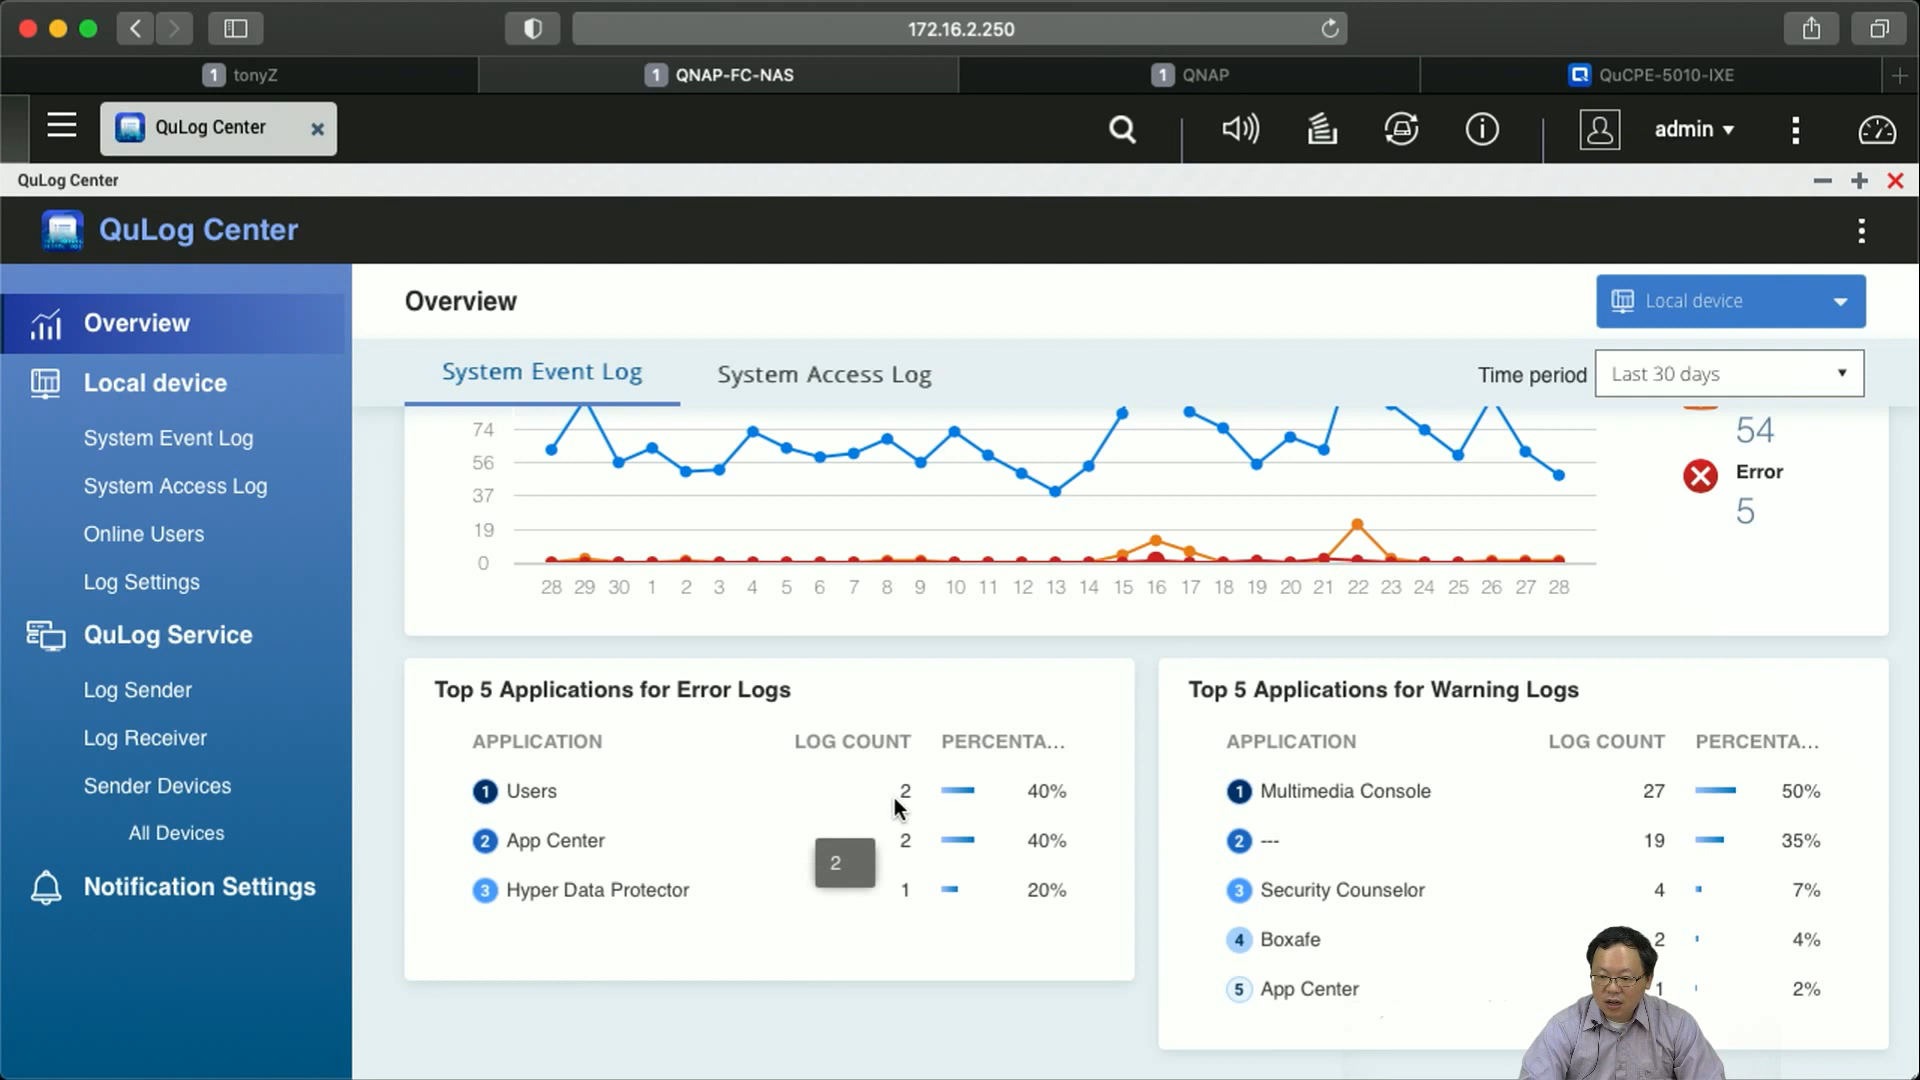 172.16.2.250
1 tonyZ
1 QNAP-FC-NAS
1 QNAP
QuCPE-5010-IXE
QuLog Center
admin
QuLog Center
QuLog Center
Overview
Local device
System Event Log
System Access Log
Online Users
Log Settings
QuLog Service
Log Sender
Log Receiver
Sender Devices
All Devices
Notification Settings
Overview
Local device
System Event Log
System Access Log
Time period
Last 30 days
74
56
37
19
0
28 29 30 1 2 3 4 5 6 7 8 9 10 11 12 13 14 15 16 17 18 19 20 21 22 23 24 25 26 27 28
54
Error
5
Top 5 Applications for Error Logs
APPLICATION LOG COUNT PERCENTA...
1 Users 2 40%
2 App Center 2 40%
2
3 Hyper Data Protector 1 20%
Top 5 Applications for Warning Logs
APPLICATION LOG COUNT PERCENTA...
1 Multimedia Console 27 50%
2 --- 19 35%
3 Security Counselor 4 7%
4 Boxafe 2 4%
5 App Center 1 2%